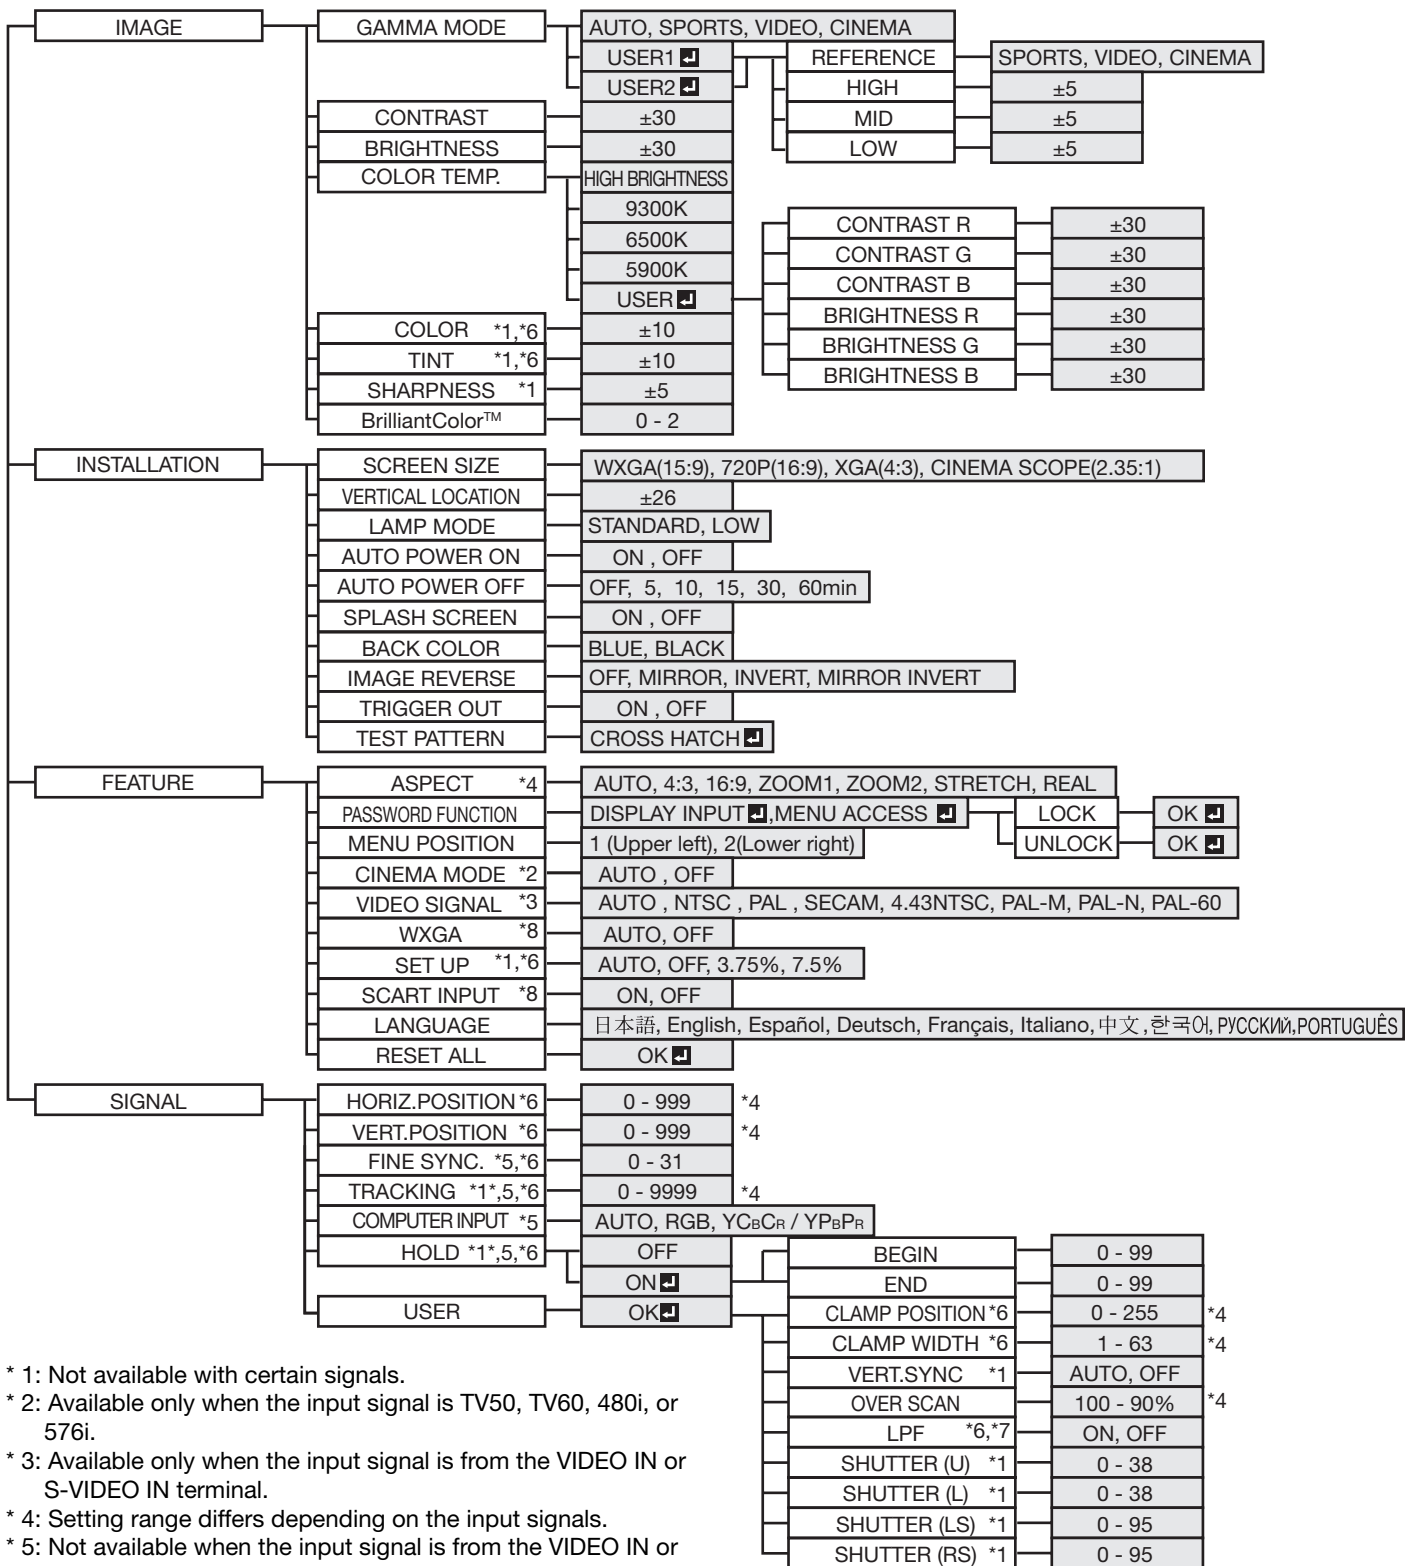 IMAGE GAMMA MODE AUTO, SPORTS, VIDEO, CINEMA
USER1 REFERENCE SPORTS, VIDEO, CINEMA
USER2 HIGH ±5
CONTRAST ±30 MID ±5
BRIGHTNESS ±30 LOW ±5
COLOR TEMP. HIGH BRIGHTNESS
9300K CONTRAST R ±30
6500K CONTRAST G ±30
5900K CONTRAST B ±30
USER BRIGHTNESS R ±30
COLOR *1,*6 ±10 BRIGHTNESS G ±30
TINT *1,*6 ±10 BRIGHTNESS B ±30
SHARPNESS *1 ±5
BrilliantColor™ 0 - 2
INSTALLATION SCREEN SIZE WXGA(15:9), 720P(16:9), XGA(4:3), CINEMA SCOPE(2.35:1)
VERTICAL LOCATION ±26
LAMP MODE STANDARD, LOW
AUTO POWER ON ON , OFF
AUTO POWER OFF OFF, 5, 10, 15, 30, 60min
SPLASH SCREEN ON , OFF
BACK COLOR BLUE, BLACK
IMAGE REVERSE OFF, MIRROR, INVERT, MIRROR INVERT
TRIGGER OUT ON , OFF
TEST PATTERN CROSS HATCH
FEATURE ASPECT *4 AUTO, 4:3, 16:9, ZOOM1, ZOOM2, STRETCH, REAL
PASSWORD FUNCTION DISPLAY INPUT ,MENU ACCESS LOCK OK
MENU POSITION 1 (Upper left), 2(Lower right) UNLOCK OK
CINEMA MODE *2 AUTO , OFF
VIDEO SIGNAL *3 AUTO , NTSC , PAL , SECAM, 4.43NTSC, PAL-M, PAL-N, PAL-60
WXGA *8 AUTO, OFF
SET UP *1,*6 AUTO, OFF, 3.75%, 7.5%
SCART INPUT *8 ON, OFF
LANGUAGE 日本語, English, Español, Deutsch, Français, Italiano, 中文 , 한국어, РУССКИй, PORTUGUÊS
RESET ALL OK
SIGNAL HORIZ.POSITION *6 0 - 999 *4
VERT.POSITION *6 0 - 999 *4
FINE SYNC. *5,*6 0 - 31
TRACKING *1*,5,*6 0 - 9999 *4
COMPUTER INPUT *5 AUTO, RGB, YCBCR / YPBPR
HOLD *1*,5,*6 OFF BEGIN 0 - 99
ON END 0 - 99
USER OK CLAMP POSITION *6 0 - 255 *4
CLAMP WIDTH *6 1 - 63 *4
VERT.SYNC *1 AUTO, OFF
OVER SCAN 100 - 90% *4
LPF *6,*7 ON, OFF
SHUTTER (U) *1 0 - 38
SHUTTER (L) *1 0 - 38
SHUTTER (LS) *1 0 - 95
SHUTTER (RS) *1 0 - 95
* 1: Not available with certain signals.
* 2: Available only when the input signal is TV50, TV60, 480i, or
576i.
* 3: Available only when the input signal is from the VIDEO IN or
S-VIDEO IN terminal.
* 4: Setting range differs depending on the input signals.
* 5: Not available when the input signal is from the VIDEO IN or